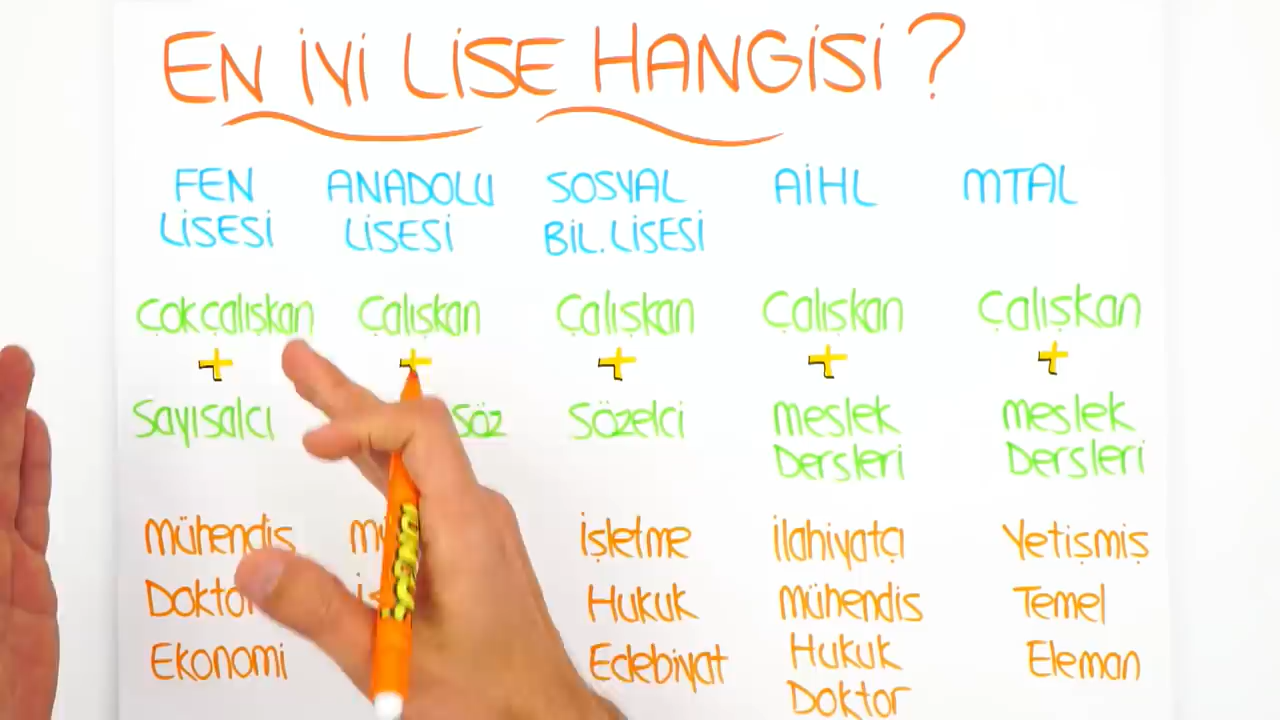 EN İYİ LİSE HANGİSİ ?
FEN LİSESİ
ANADOLU LİSESİ
SOSYAL BİL. LİSESİ
AİHL
MTAL
Çokçalışkan
Çalışkan
Çalışkan
Çalışkan
Çalışkan
+
+
+
+
+
Sayısalcı
söz
Sözelci
meslek Dersleri
meslek Dersleri
mühendis
İşletme
İlahiyatçı
Yetişmiş
Hukuk
mühendis
Temel
Ekonomi
Edebiyat
Hukuk
Eleman
Doktor